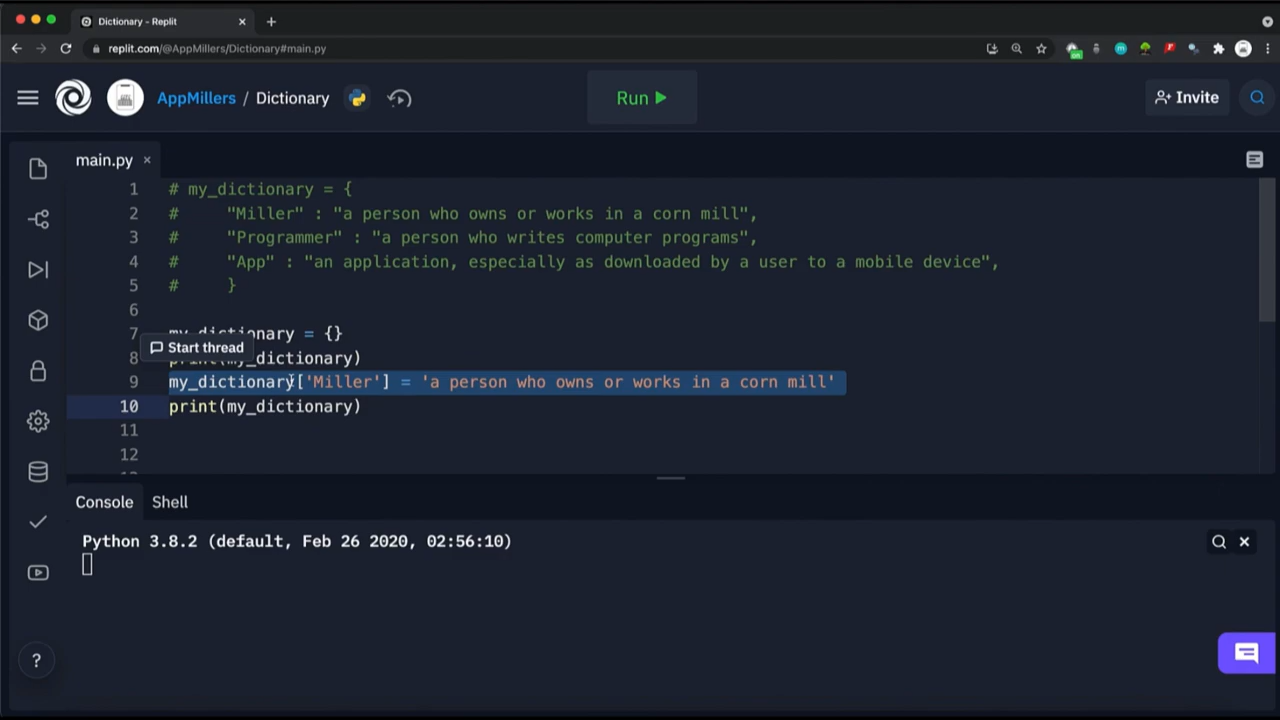 Dictionary - Replit
replit.com/@AppMillers/Dictionary#main.py
on
AppMillers / Dictionary
Run
Invite
main.py
1 # my_dictionary = {
2 #     "Miller" : "a person who owns or works in a corn mill",
3 #     "Programmer" : "a person who writes computer programs",
4 #     "App" : "an application, especially as downloaded by a user to a mobile device",
5 #     }
6
7 my_dictionary = {}
Start thread
8 print(my_dictionary)
9 my_dictionary['Miller'] = 'a person who owns or works in a corn mill'
10 print(my_dictionary)
11
12
Console Shell
Python 3.8.2 (default, Feb 26 2020, 02:56:10)
?